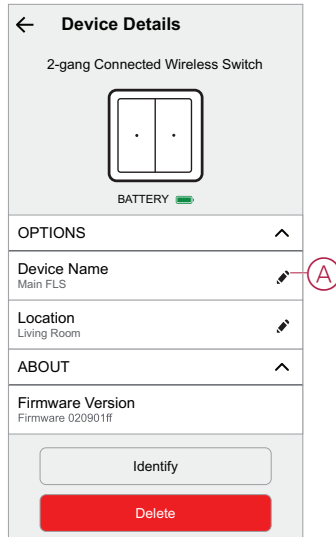 Device Details
2-gang Connected Wireless Switch
BATTERY
OPTIONS
Device Name
Main FLS
A
Location
Living Room
ABOUT
Firmware Version
Firmware 020901ff
Identify
Delete